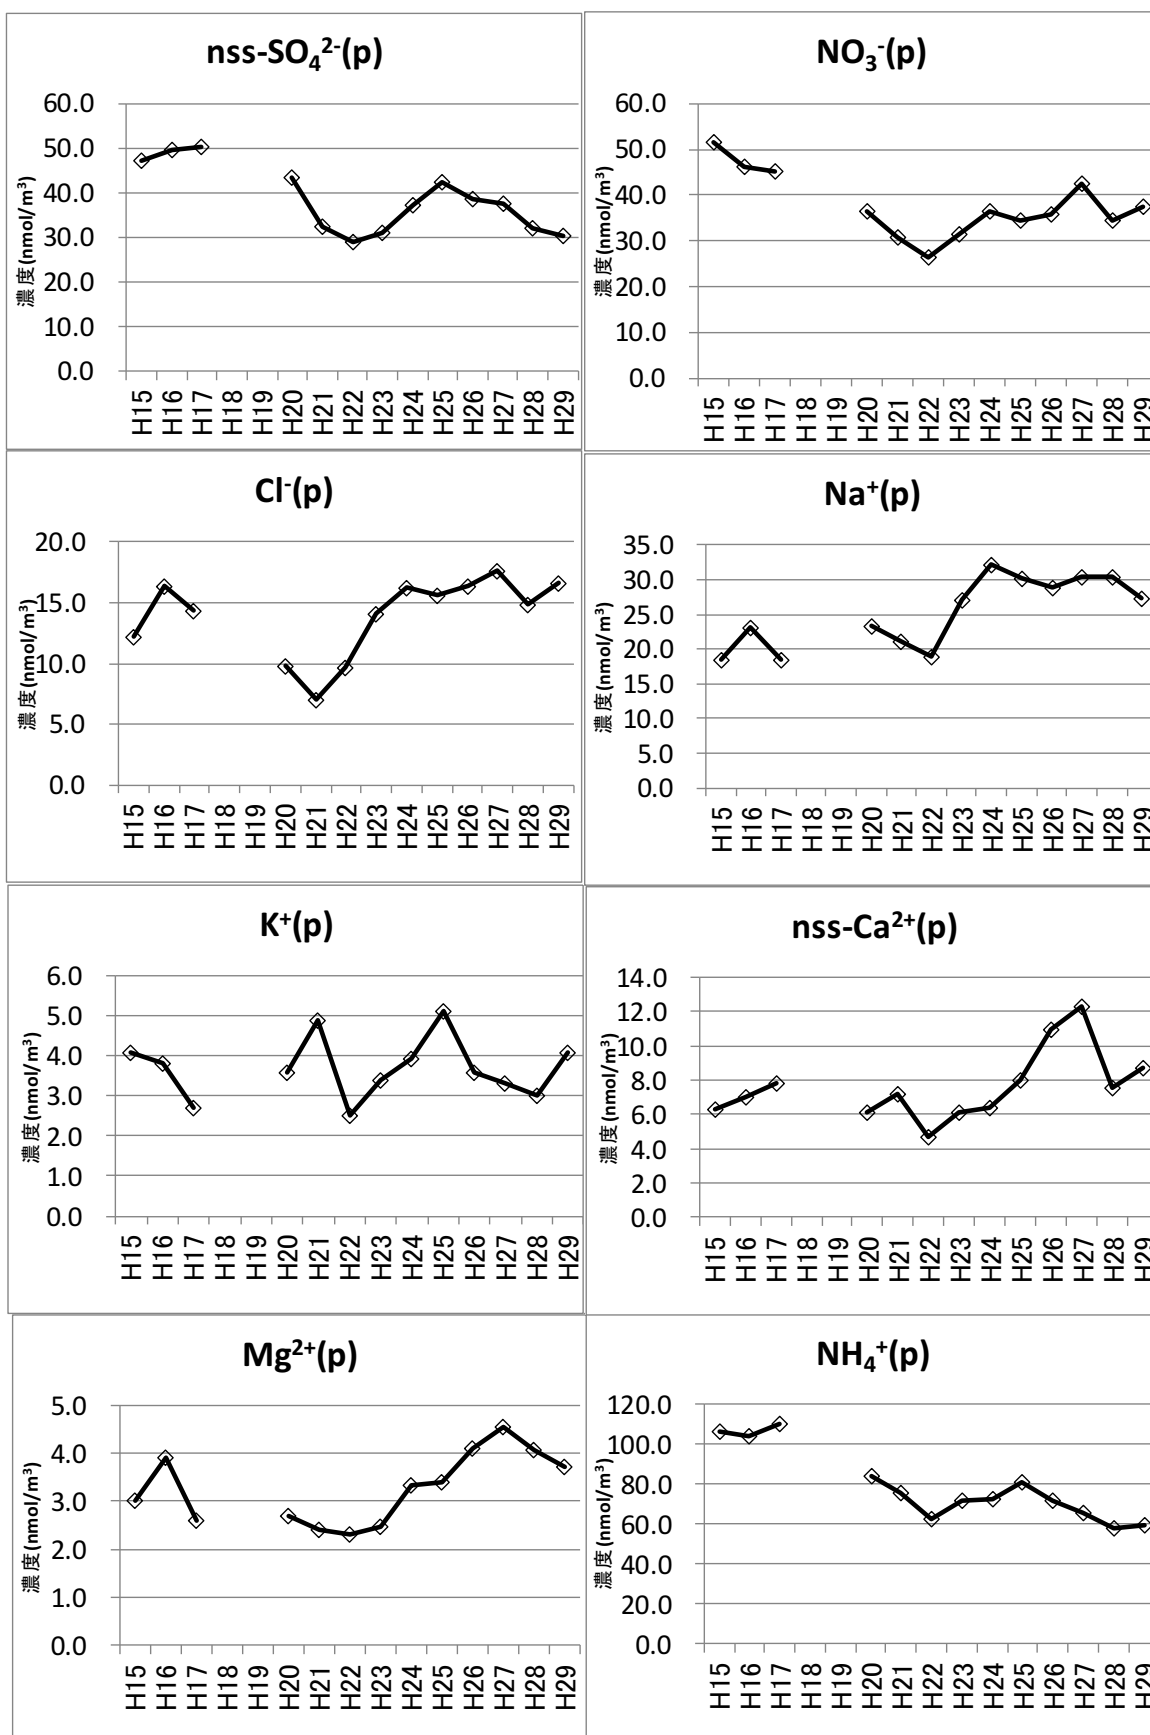 nss-SO₄²⁻(p)
濃度(nmol/m³)
60.0
50.0
40.0
30.0
20.0
10.0
0.0
H15 H16 H17 H18 H19 H20 H21 H22 H23 H24 H25 H26 H27 H28 H29
NO₃⁻(p)
濃度(nmol/m³)
60.0
50.0
40.0
30.0
20.0
10.0
0.0
H15 H16 H17 H18 H19 H20 H21 H22 H23 H24 H25 H26 H27 H28 H29
Cl⁻(p)
濃度(nmol/m³)
20.0
15.0
10.0
5.0
0.0
H15 H16 H17 H18 H19 H20 H21 H22 H23 H24 H25 H26 H27 H28 H29
Na⁺(p)
濃度(nmol/m³)
35.0
30.0
25.0
20.0
15.0
10.0
5.0
0.0
H15 H16 H17 H18 H19 H20 H21 H22 H23 H24 H25 H26 H27 H28 H29
K⁺(p)
濃度(nmol/m³)
6.0
5.0
4.0
3.0
2.0
1.0
0.0
H15 H16 H17 H18 H19 H20 H21 H22 H23 H24 H25 H26 H27 H28 H29
nss-Ca²⁺(p)
濃度(nmol/m³)
14.0
12.0
10.0
8.0
6.0
4.0
2.0
0.0
H15 H16 H17 H18 H19 H20 H21 H22 H23 H24 H25 H26 H27 H28 H29
Mg²⁺(p)
濃度(nmol/m³)
5.0
4.0
3.0
2.0
1.0
0.0
H15 H16 H17 H18 H19 H20 H21 H22 H23 H24 H25 H26 H27 H28 H29
NH₄⁺(p)
濃度(nmol/m³)
120.0
100.0
80.0
60.0
40.0
20.0
0.0
H15 H16 H17 H18 H19 H20 H21 H22 H23 H24 H25 H26 H27 H28 H29